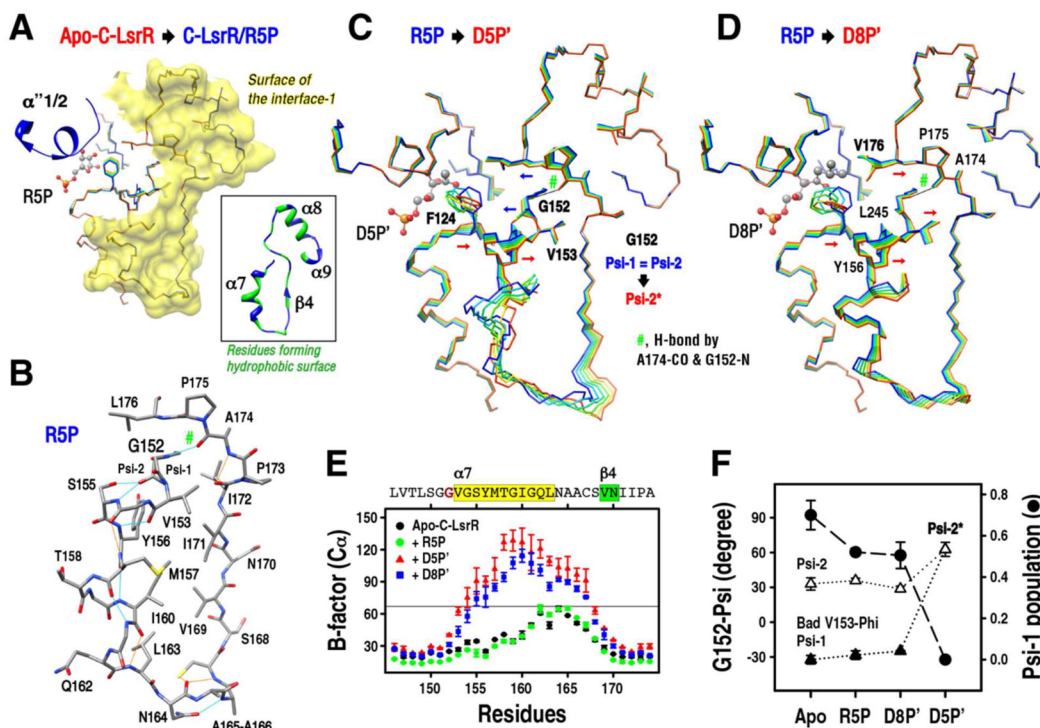 A
Apo-C-LsrR ➡ C-LsrR/R5P
α"1/2
Surface of
the interface-1
R5P
α8
α7
α9
β4
Residues forming
hydrophobic surface
B
R5P
P175
L176
A174
#
G152
Psi-2
Psi-1
S155
P173
I172
V153
Y156
I171
T158
M157
N170
I160
V169
S168
L163
Q162
N164
A165-A166
C
R5P ➡ D5P'
#
F124
G152
D5P'
V153
G152
Psi-1 = Psi-2
Psi-2*
#, H-bond by
A174-CO & G152-N
D
R5P ➡ D8P'
P175
V176
A174
#
L245
D8P'
Y156
E
α7
β4
LVTLSGGVGSYMTGIGQLNAACSVNIIPA
B-factor (Cα)
150
120
90
60
30
Apo-C-LsrR
+ R5P
+ D5P'
+ D8P'
150 155 160 165 170
Residues
F
G152-Psi (degree)
90
60
30
0
-30
Psi-2
Bad V153-Phi
Psi-1
Psi-2*
0.8
0.6
0.4
0.2
0.0
Psi-1 population (●)
Apo R5P D8P' D5P'